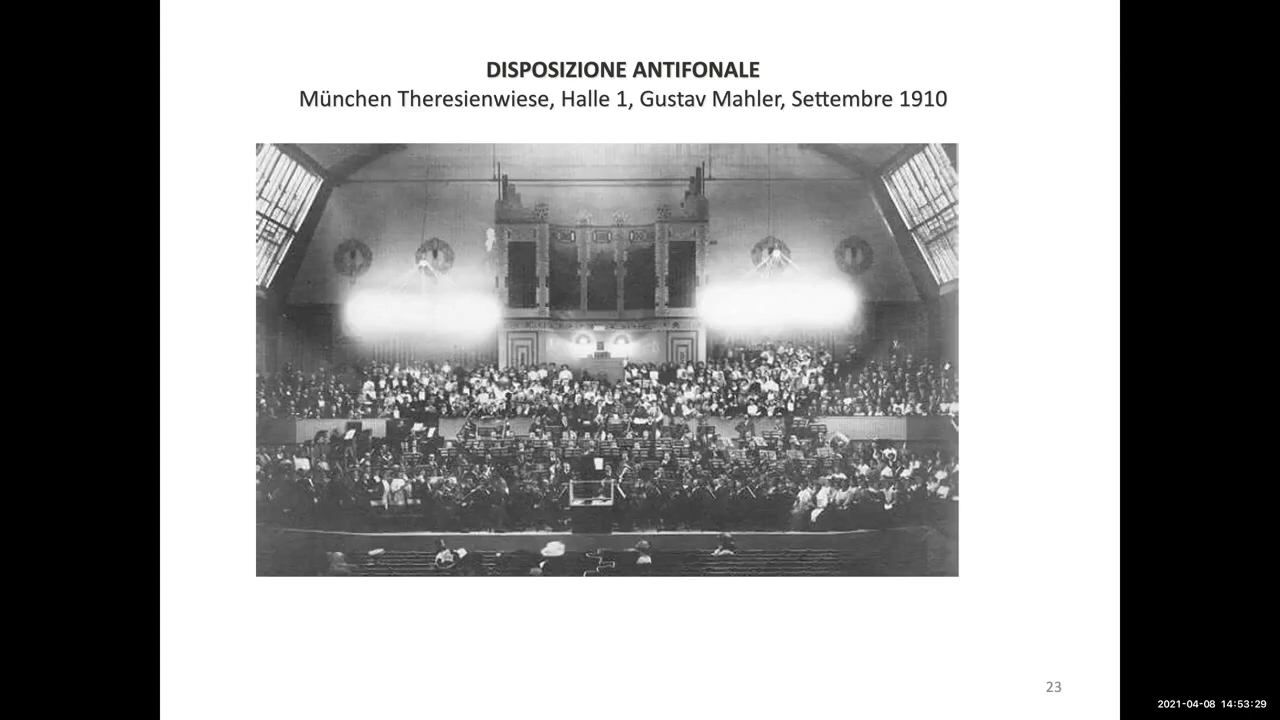 DISPOSIZIONE ANTIFONALE
München Theresienwiese, Halle 1, Gustav Mahler, Settembre 1910
23
2021-04-08 14:53:29